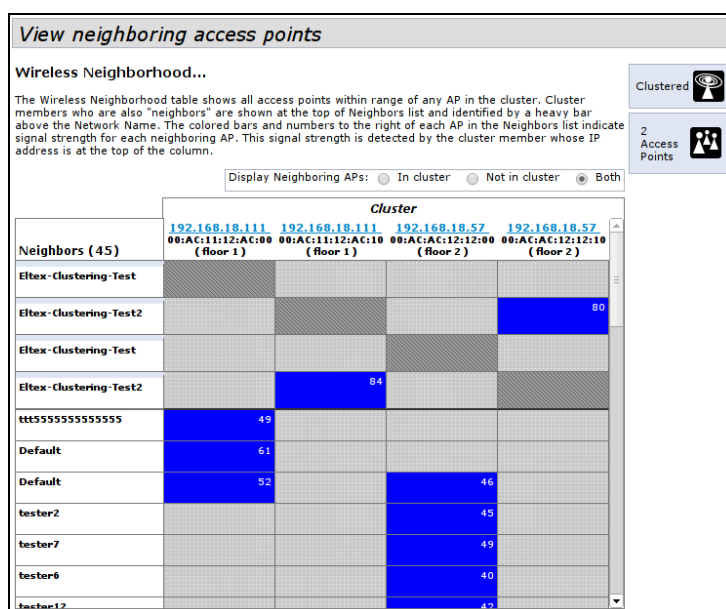 View neighboring access points
Wireless Neighborhood...
The Wireless Neighborhood table shows all access points within range of any AP in the cluster. Cluster
members who are also "neighbors" are shown at the top of Neighbors list and identified by a heavy bar
above the Network Name. The colored bars and numbers to the right of each AP in the Neighbors list indicate
signal strength for each neighboring AP. This signal strength is detected by the cluster member whose IP
address is at the top of the column.
Clustered
2
Access
Points
Display Neighboring APs: In cluster Not in cluster Both
Cluster
192.168.18.111 192.168.18.111 192.168.18.57 192.168.18.57
00:AC:11:12:AC:00 00:AC:11:12:AC:10 00:AC:AC:12:12:00 00:AC:AC:12:12:10
Neighbors (45) ( floor 1 ) ( floor 1 ) ( floor 2 ) ( floor 2 )
Eltex-Clustering-Test
Eltex-Clustering-Test2 80
Eltex-Clustering-Test
Eltex-Clustering-Test2 84
ttt5555555555555 49
Default 61
Default 52 46
tester2 45
tester7 49
tester6 40
tester12 42